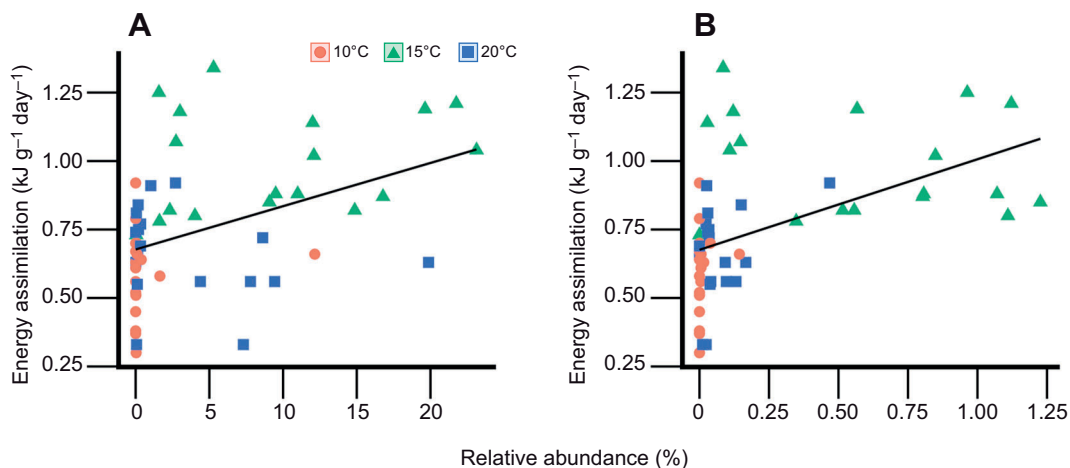 A
B
10°C 15°C 20°C
Energy assimilation (kJ g–1 day–1)
1.25
1.00
0.75
0.50
0.25
0 5 10 15 20
Energy assimilation (kJ g–1 day–1)
1.25
1.00
0.75
0.50
0.25
0 0.25 0.50 0.75 1.00 1.25
Relative abundance (%)